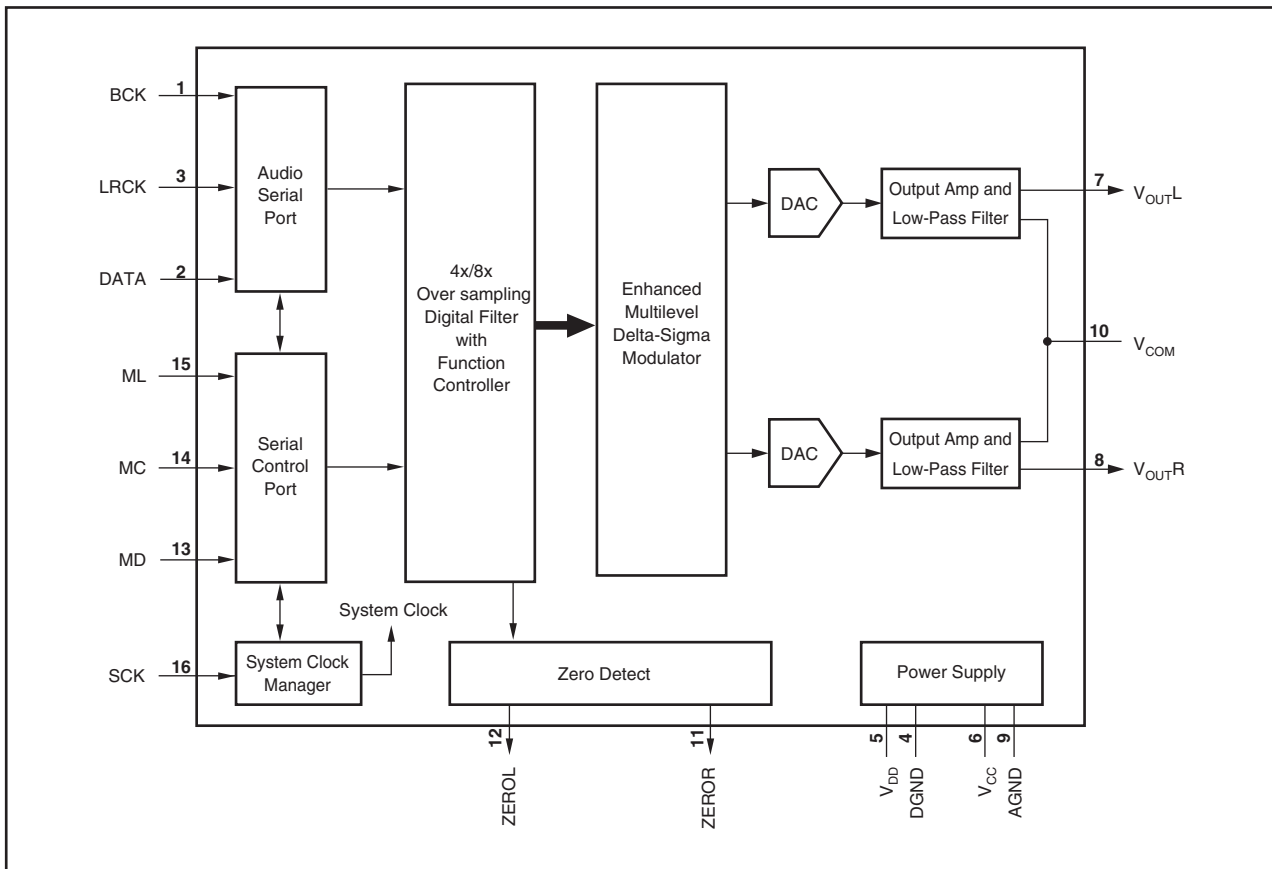 BCK
1
LRCK
3
DATA
2
Audio
Serial
Port
ML
15
MC
14
MD
13
Serial
Control
Port
SCK
16
System Clock
Manager
System Clock
4x/8x
Over sampling
Digital Filter
with
Function
Controller
Enhanced
Multilevel
Delta-Sigma
Modulator
DAC
Output Amp and
Low-Pass Filter
7
VOUTL
10
VCOM
DAC
Output Amp and
Low-Pass Filter
8
VOUTR
Zero Detect
12
ZEROL
11
ZEROR
Power Supply
5
VDD
4
DGND
6
VCC
9
AGND